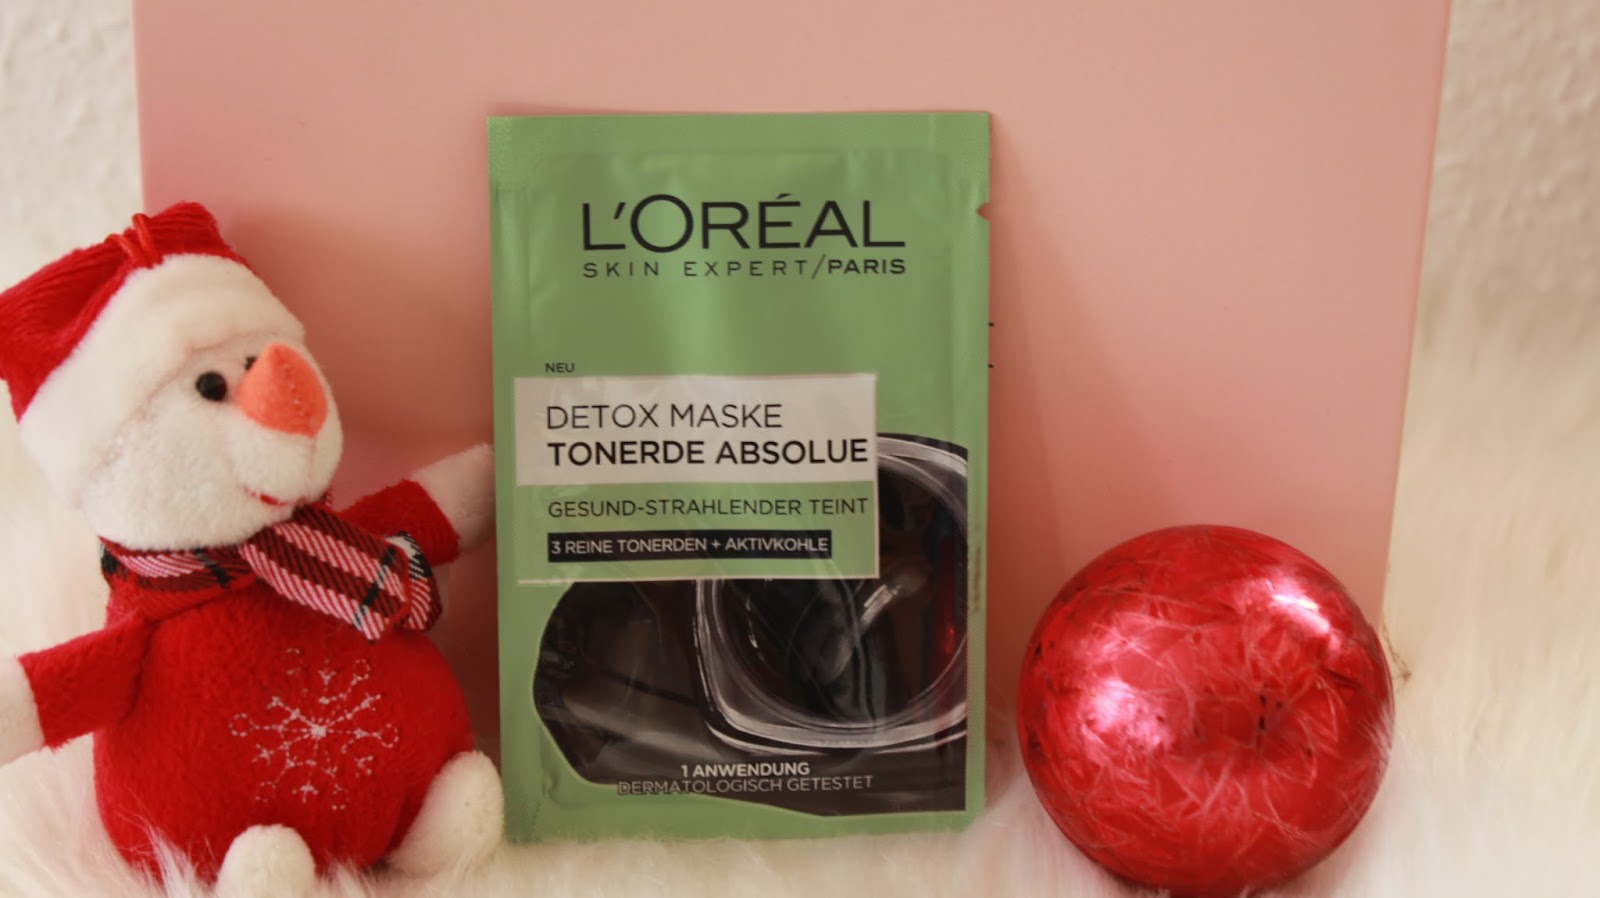 L'ORÉAL
SKIN EXPERT/PARIS
NEU
DETOX MASKE
TONERDE ABSOLUE
GESUND-STRAHLENDER TEINT
3 REINE TONERDEN + AKTIVKOHLE
1 ANWENDUNG
DERMATOLOGISCH GETESTET